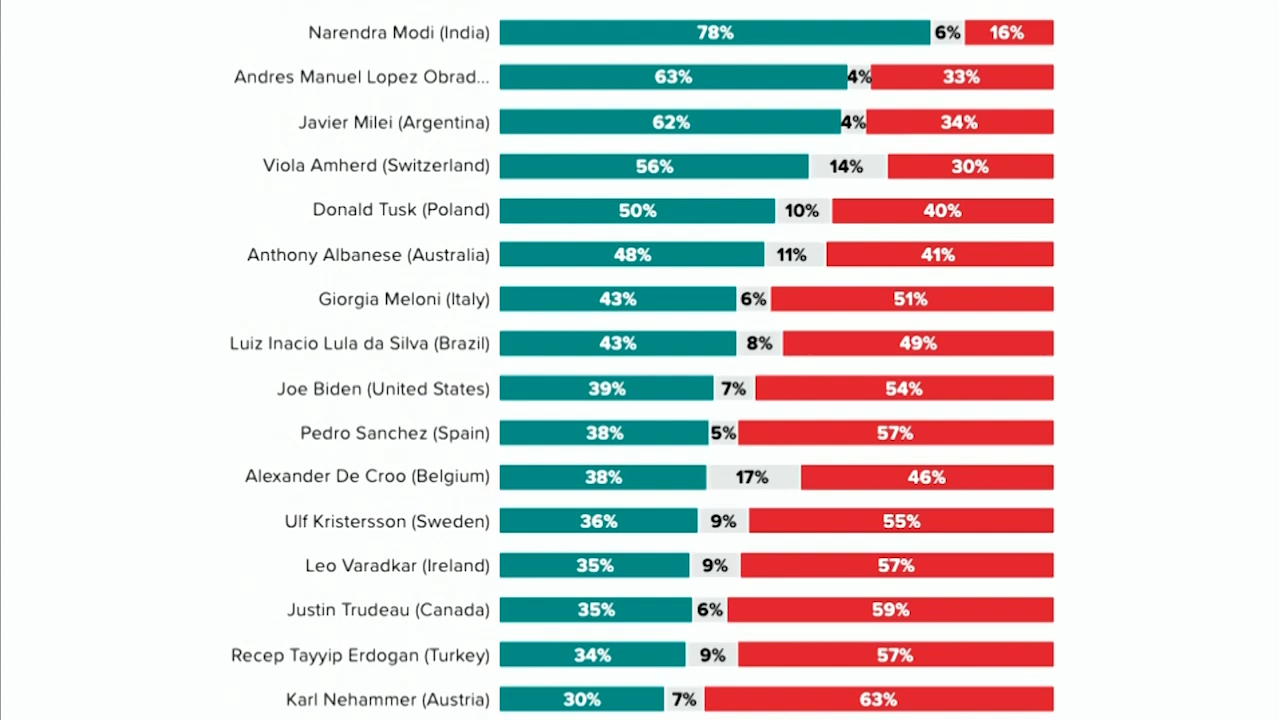 Narendra Modi (India) 78% 6% 16%
Andres Manuel Lopez Obrad... 63% 4% 33%
Javier Milei (Argentina) 62% 4% 34%
Viola Amherd (Switzerland) 56% 14% 30%
Donald Tusk (Poland) 50% 10% 40%
Anthony Albanese (Australia) 48% 11% 41%
Giorgia Meloni (Italy) 43% 6% 51%
Luiz Inacio Lula da Silva (Brazil) 43% 8% 49%
Joe Biden (United States) 39% 7% 54%
Pedro Sanchez (Spain) 38% 5% 57%
Alexander De Croo (Belgium) 38% 17% 46%
Ulf Kristersson (Sweden) 36% 9% 55%
Leo Varadkar (Ireland) 35% 9% 57%
Justin Trudeau (Canada) 35% 6% 59%
Recep Tayyip Erdogan (Turkey) 34% 9% 57%
Karl Nehammer (Austria) 30% 7% 63%